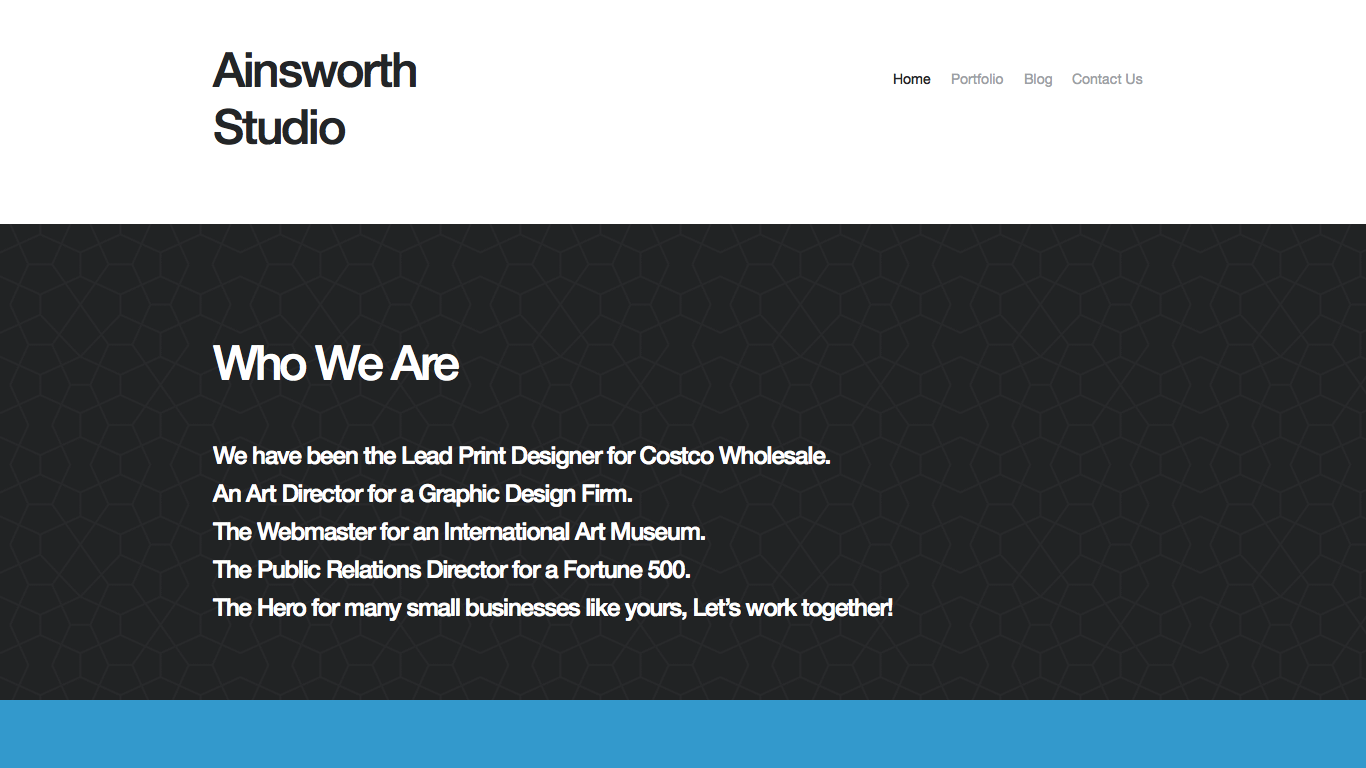 Ainsworth
Studio
Home Portfolio Blog Contact Us
Who We Are
We have been the Lead Print Designer for Costco Wholesale.
An Art Director for a Graphic Design Firm.
The Webmaster for an International Art Museum.
The Public Relations Director for a Fortune 500.
The Hero for many small businesses like yours, Let’s work together!